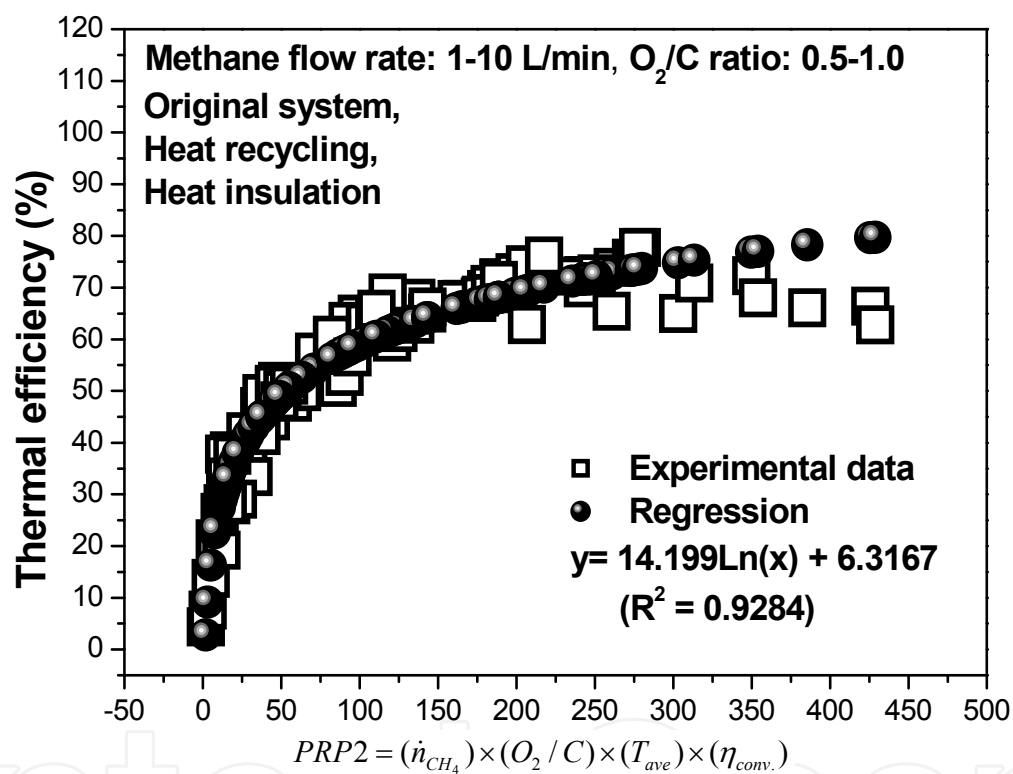 120
110
100
90
80
70
60
50
40
30
20
10
0
Thermal efficiency (%)
Methane flow rate: 1-10 L/min, O2/C ratio: 0.5-1.0
Original system,
Heat recycling,
Heat insulation
Experimental data
Regression
y= 14.199Ln(x) + 6.3167
(R² = 0.9284)
-50 0 50 100 150 200 250 300 350 400 450 500
PRP2 = (ṅ_CH4) × (O2 / C) × (T_ave) × (η_conv.)